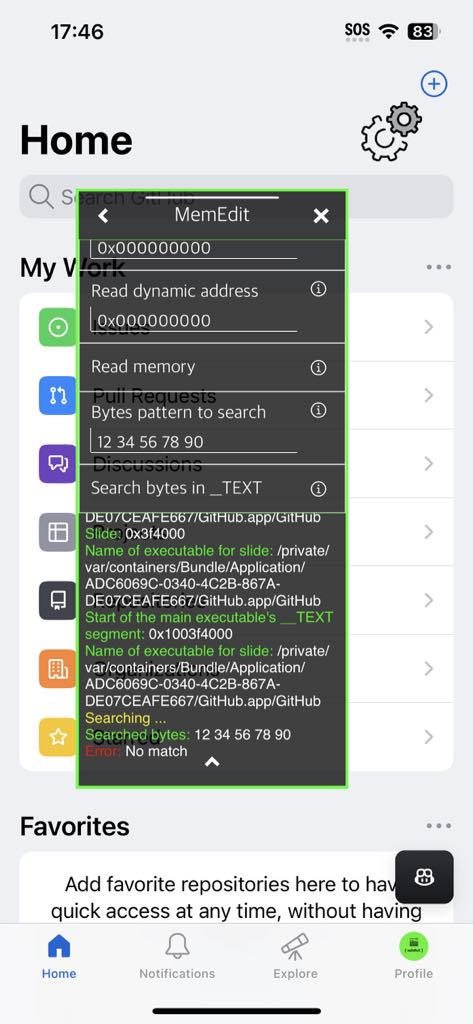 17:46
SOS
83
Home
Search GitHub
My Work
Issues
Pull Requests
Discussions
Organizations
Starred
MemEdit
0x000000000
Read dynamic address
0x000000000
Read memory
Bytes pattern to search
12 34 56 78 90
Search bytes in __TEXT
DE07CEAFE667/GitHub.app/GitHub
Slide: 0x3f4000
Name of executable for slide: /private/
var/containers/Bundle/Application/
ADC6069C-0340-4C2B-867A-
DE07CEAFE667/GitHub.app/GitHub
Start of the main executable's __TEXT
segment: 0x1003f4000
Name of executable for slide: /private/
var/containers/Bundle/Application/
ADC6069C-0340-4C2B-867A-
DE07CEAFE667/GitHub.app/GitHub
Searching ...
Searched bytes: 12 34 56 78 90
Error: No match
Favorites
Add favorite repositories here to have
quick access at any time, without having
Home
Notifications
Explore
Profile